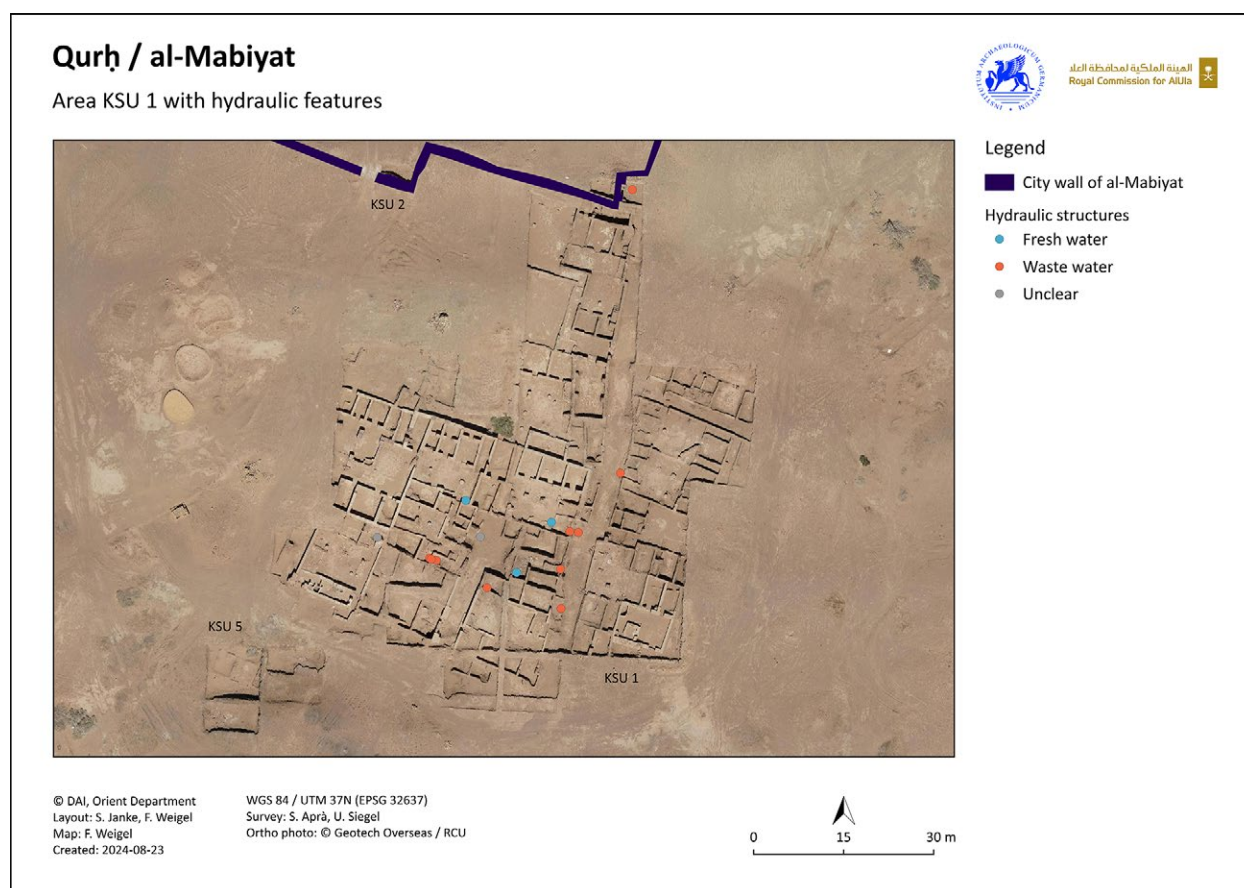 Qurḥ / al-Mabiyat
Area KSU 1 with hydraulic features
INSTITUTUM ARCHAEOLOGICUM GERMANICUM
الهيئة الملكية لمحافظة العلا
Royal Commission for AlUla
Legend
City wall of al-Mabiyat
Hydraulic structures
Fresh water
Waste water
Unclear
KSU 2
KSU 5
KSU 1
© DAI, Orient Department
Layout: S. Janke, F. Weigel
Map: F. Weigel
Created: 2024-08-23
WGS 84 / UTM 37N (EPSG 32637)
Survey: S. Aprà, U. Siegel
Ortho photo: © Geotech Overseas / RCU
0 15 30 m